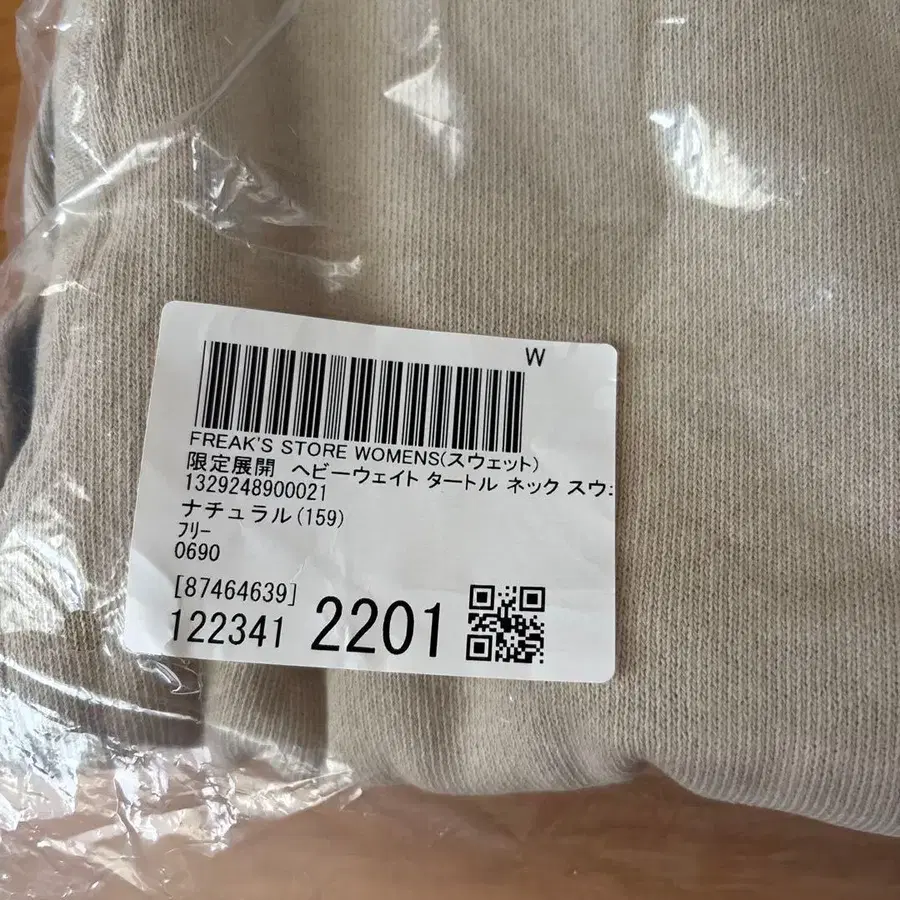 W
FREAK'S STORE WOMENS(スウェット)
限定展開 ヘビーウェイト タートル ネック スウェ
1329248900021
ナチュラル(159)
フリー
0690
[87464639]
122341 2201